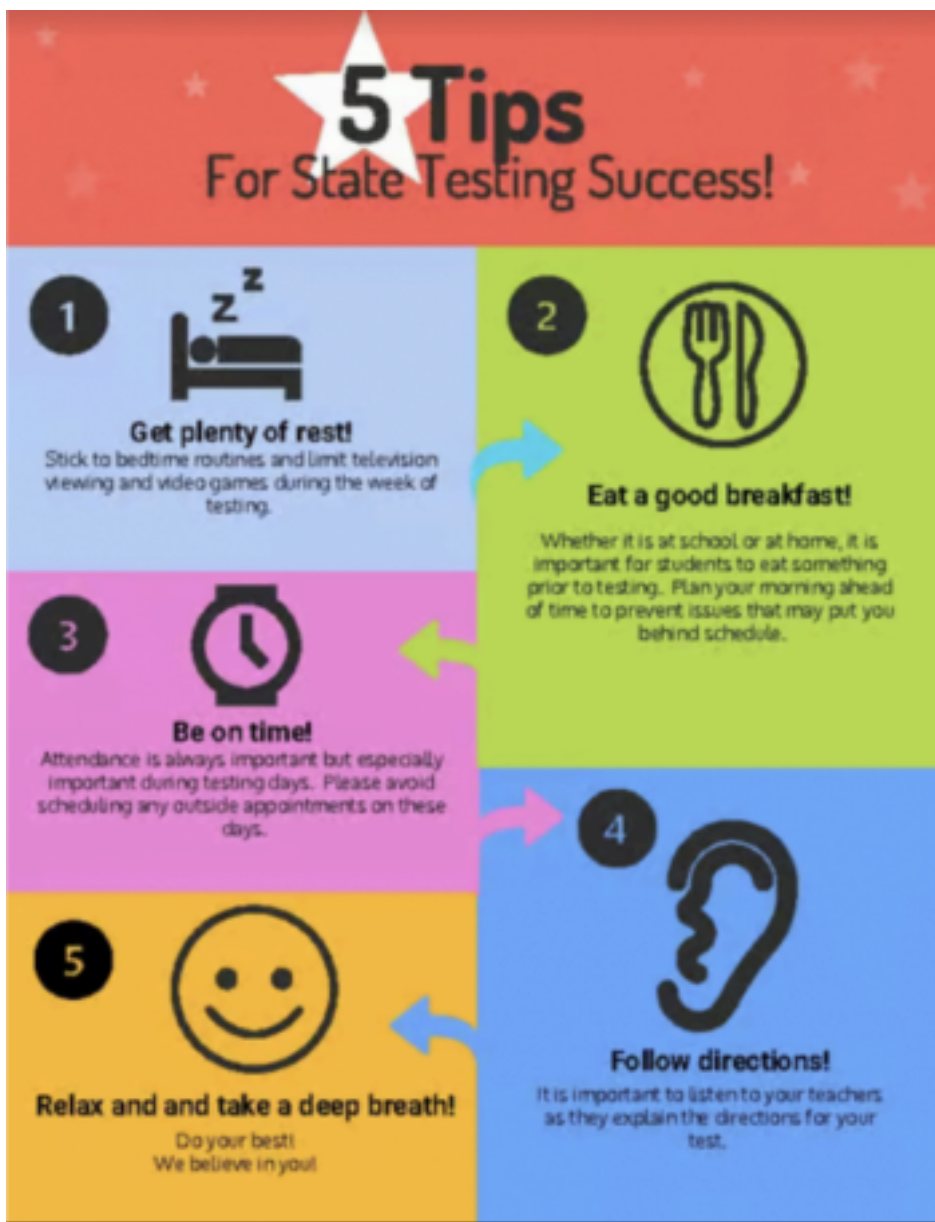 5 Tips
For State Testing Success!
1
z
z
Get plenty of rest!
Stick to bedtime routines and limit television
viewing and video games during the week of
testing.
2
Eat a good breakfast!
Whether it is at school or at home, it is
important for students to eat something
prior to testing. Plan your morning ahead
of time to prevent issues that may put you
behind schedule.
3
Be on time!
Attendance is always important but especially
important during testing days. Please avoid
scheduling any outside appointments on these
days.
4
Follow directions!
It is important to listen to your teachers
as they explain the directions for your
test.
5
Relax and and take a deep breath!
Do your best!
We believe in you!